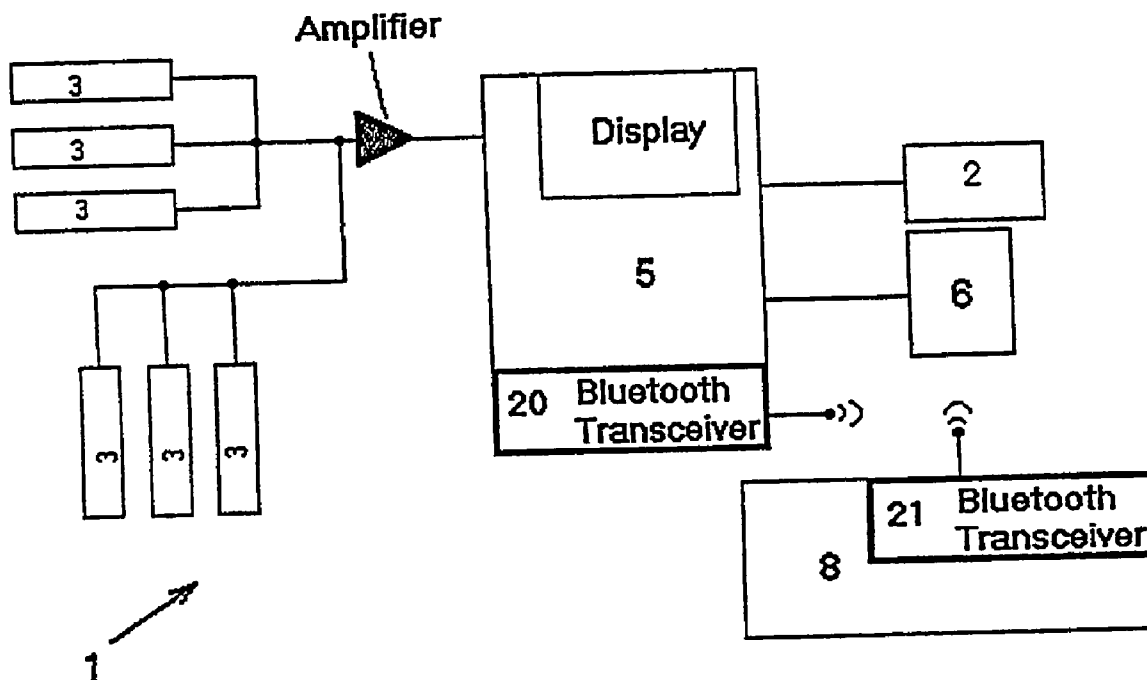 Amplifier
3
3
3
Display
2
5
6
3
3
3
20 Bluetooth
Transceiver
21 Bluetooth
Transceiver
8
1